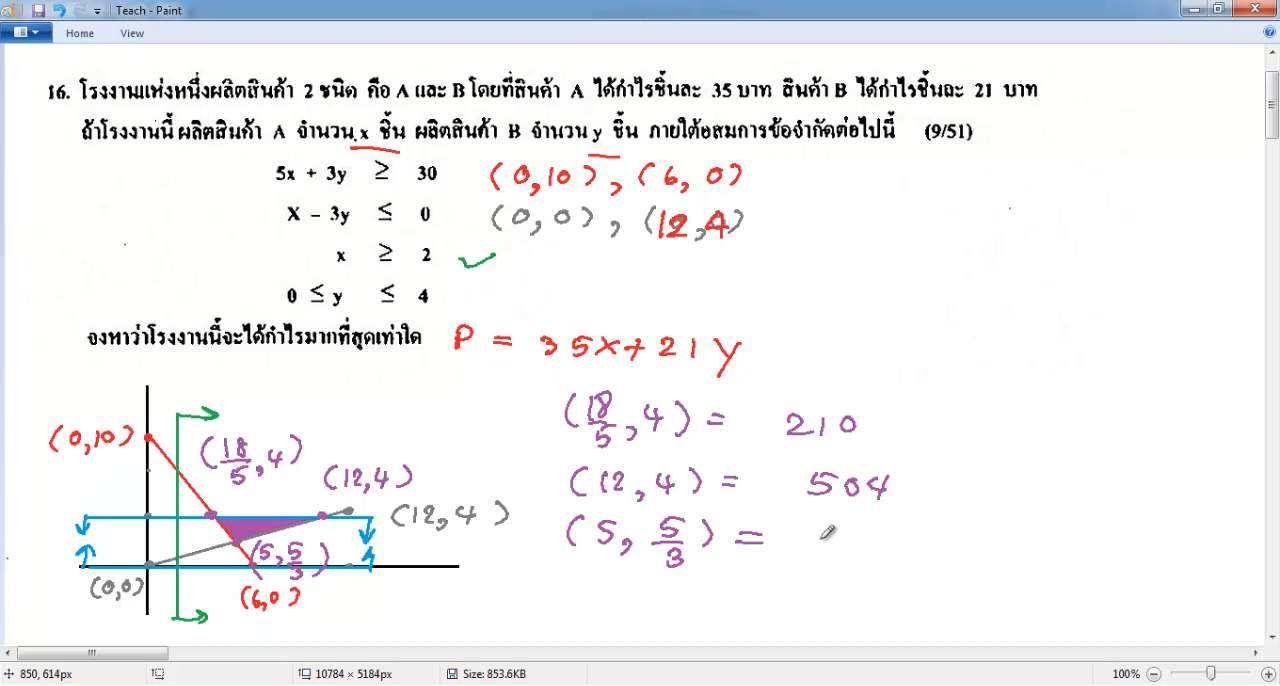 Teach - Paint
Home View
16. โรงงานแห่งหนึ่งผลิตสินค้า 2 ชนิด คือ A และ B โดยที่สินค้า A ได้กำไรชิ้นละ 35 บาท สินค้า B ได้กำไรชิ้นละ 21 บาท
ถ้าโรงงานนี้ผลิตสินค้า A จำนวน x ชิ้น ผลิตสินค้า B จำนวน y ชิ้น ภายใต้อสมการข้อจำกัดต่อไปนี้ (9/51)
5x + 3y ≥ 30 (0,10), (6,0)
X - 3y ≤ 0 (0,0), (12,4)
x ≥ 2 ✓
0 ≤ y ≤ 4
จงหาว่าโรงงานนี้จะได้กำไรมากที่สุดเท่าใด P = 35x+21y
(0,10) (18/5,4) (12,4) (18/5,4) = 210
(12,4) (12,4) = 504
(0,0) (5,5/3) (5,5/3) =
(6,0)
850, 614px 10784 × 5184px Size: 893.6KB 100%